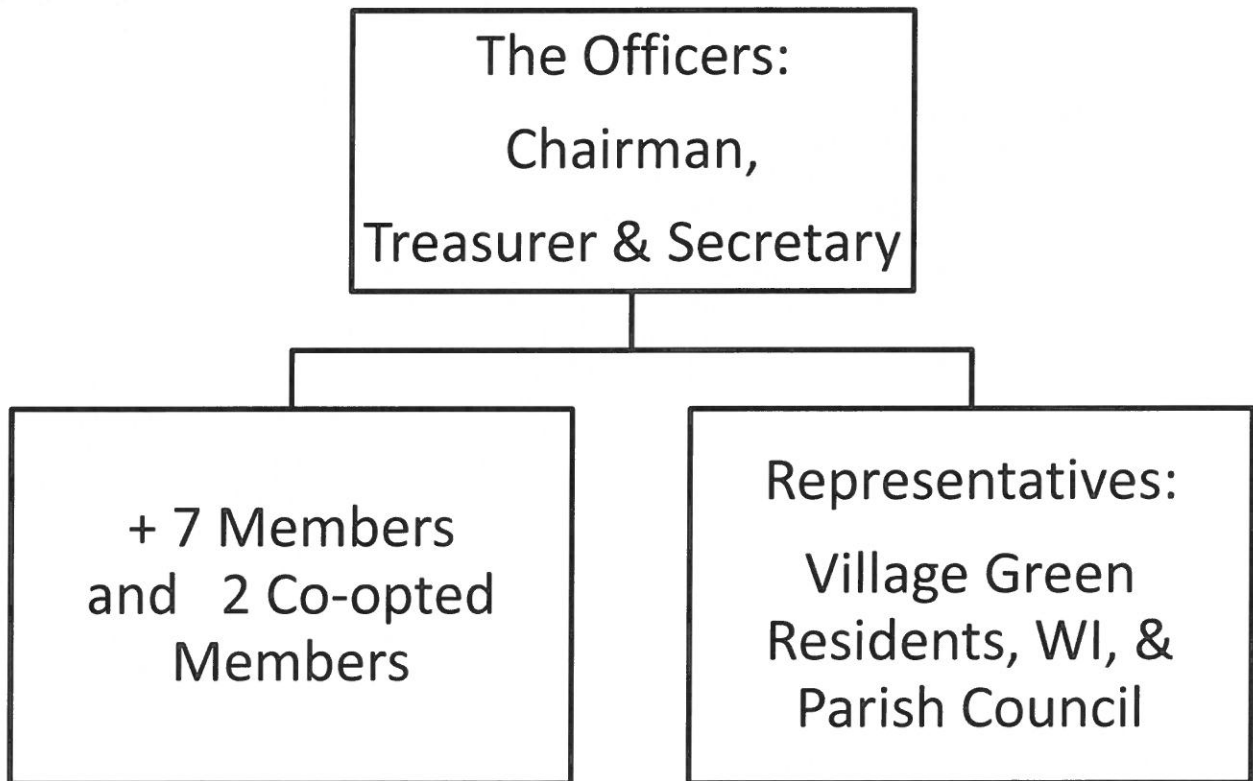 The Officers:
Chairman,
Treasurer & Secretary
+ 7 Members
and 2 Co-opted
Members
Representatives:
Village Green
Residents, WI, &
Parish Council